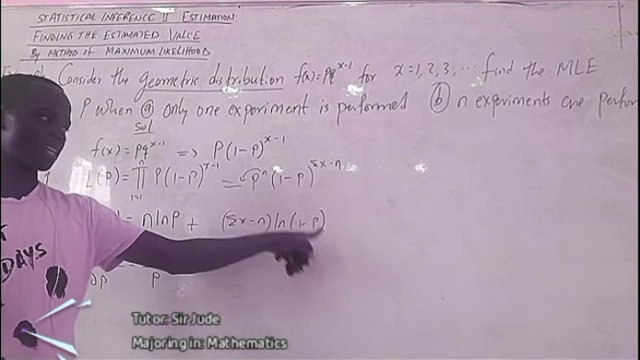 STATISTICAL INFERENCE II ESTIMATION:
FINDING THE ESTIMATED VALUE
BY METHOD OF MAXIMUM LIKELIHOOD
Consider the geometric distribution f(x)=pq^{x-1} for x=1,2,3,... find the MLE
P when ⓐ only one experiment is performed ⓑ n experiments are perfor
Sol
f(x)=pq^{x-1} ⇒ P(1-P)^{x-1}
L(P)= ∏_{i=1}^{n} P(1-P)^{x-1} = P^n(1-P)^{Σx-n}
= n ln P + (Σx-n) ln(1-P)
∂P P
DAYS
Tutor: Sir Jude
Majoring in: Mathematics